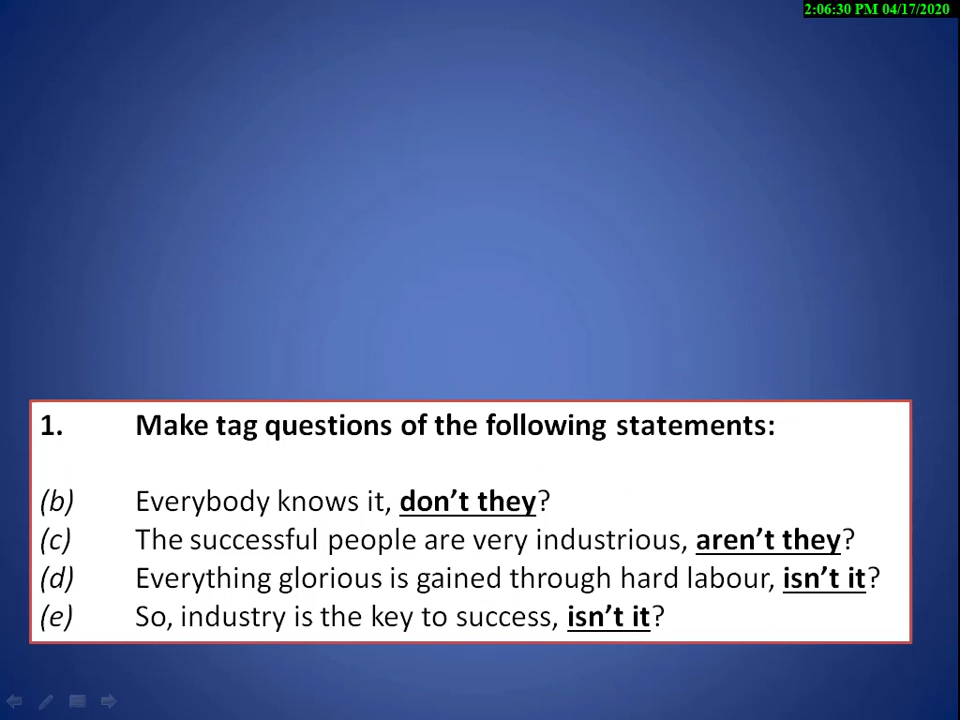 2:06:30 PM 04/17/2020
1. Make tag questions of the following statements:
(b) Everybody knows it, don’t they?
(c) The successful people are very industrious, aren’t they?
(d) Everything glorious is gained through hard labour, isn’t it?
(e) So, industry is the key to success, isn’t it?